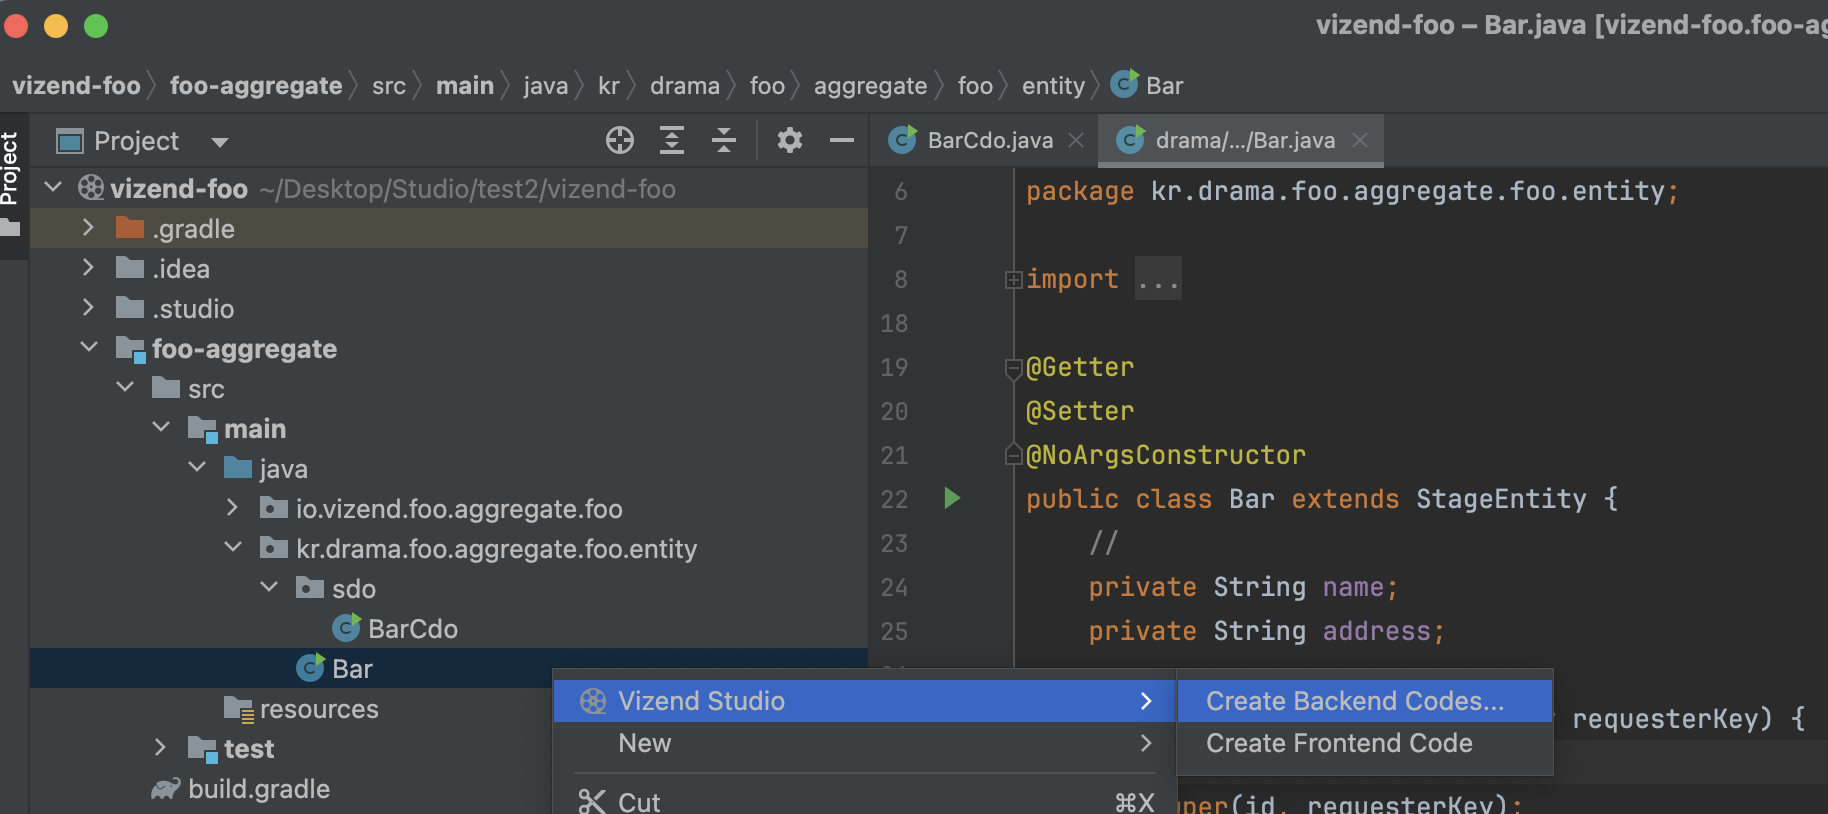 vizend-foo – Bar.java [vizend-foo.foo-ag
vizend-foo foo-aggregate src main java kr drama foo aggregate foo entity Bar
Project
Project
BarCdo.java
drama/.../Bar.java
vizend-foo ~/Desktop/Studio/test2/vizend-foo
.gradle
.idea
.studio
foo-aggregate
src
main
java
io.vizend.foo.aggregate.foo
kr.drama.foo.aggregate.foo.entity
sdo
BarCdo
Bar
resources
test
build.gradle
6 package kr.drama.foo.aggregate.foo.entity;
7
8 import ...
18
19 @Getter
20 @Setter
21 @NoArgsConstructor
22 public class Bar extends StageEntity {
23 //
24 private String name;
25 private String address;
requesterKey) {
per(id, requesterKey);
Vizend Studio
New
Cut ⌘X
Create Backend Codes...
Create Frontend Code